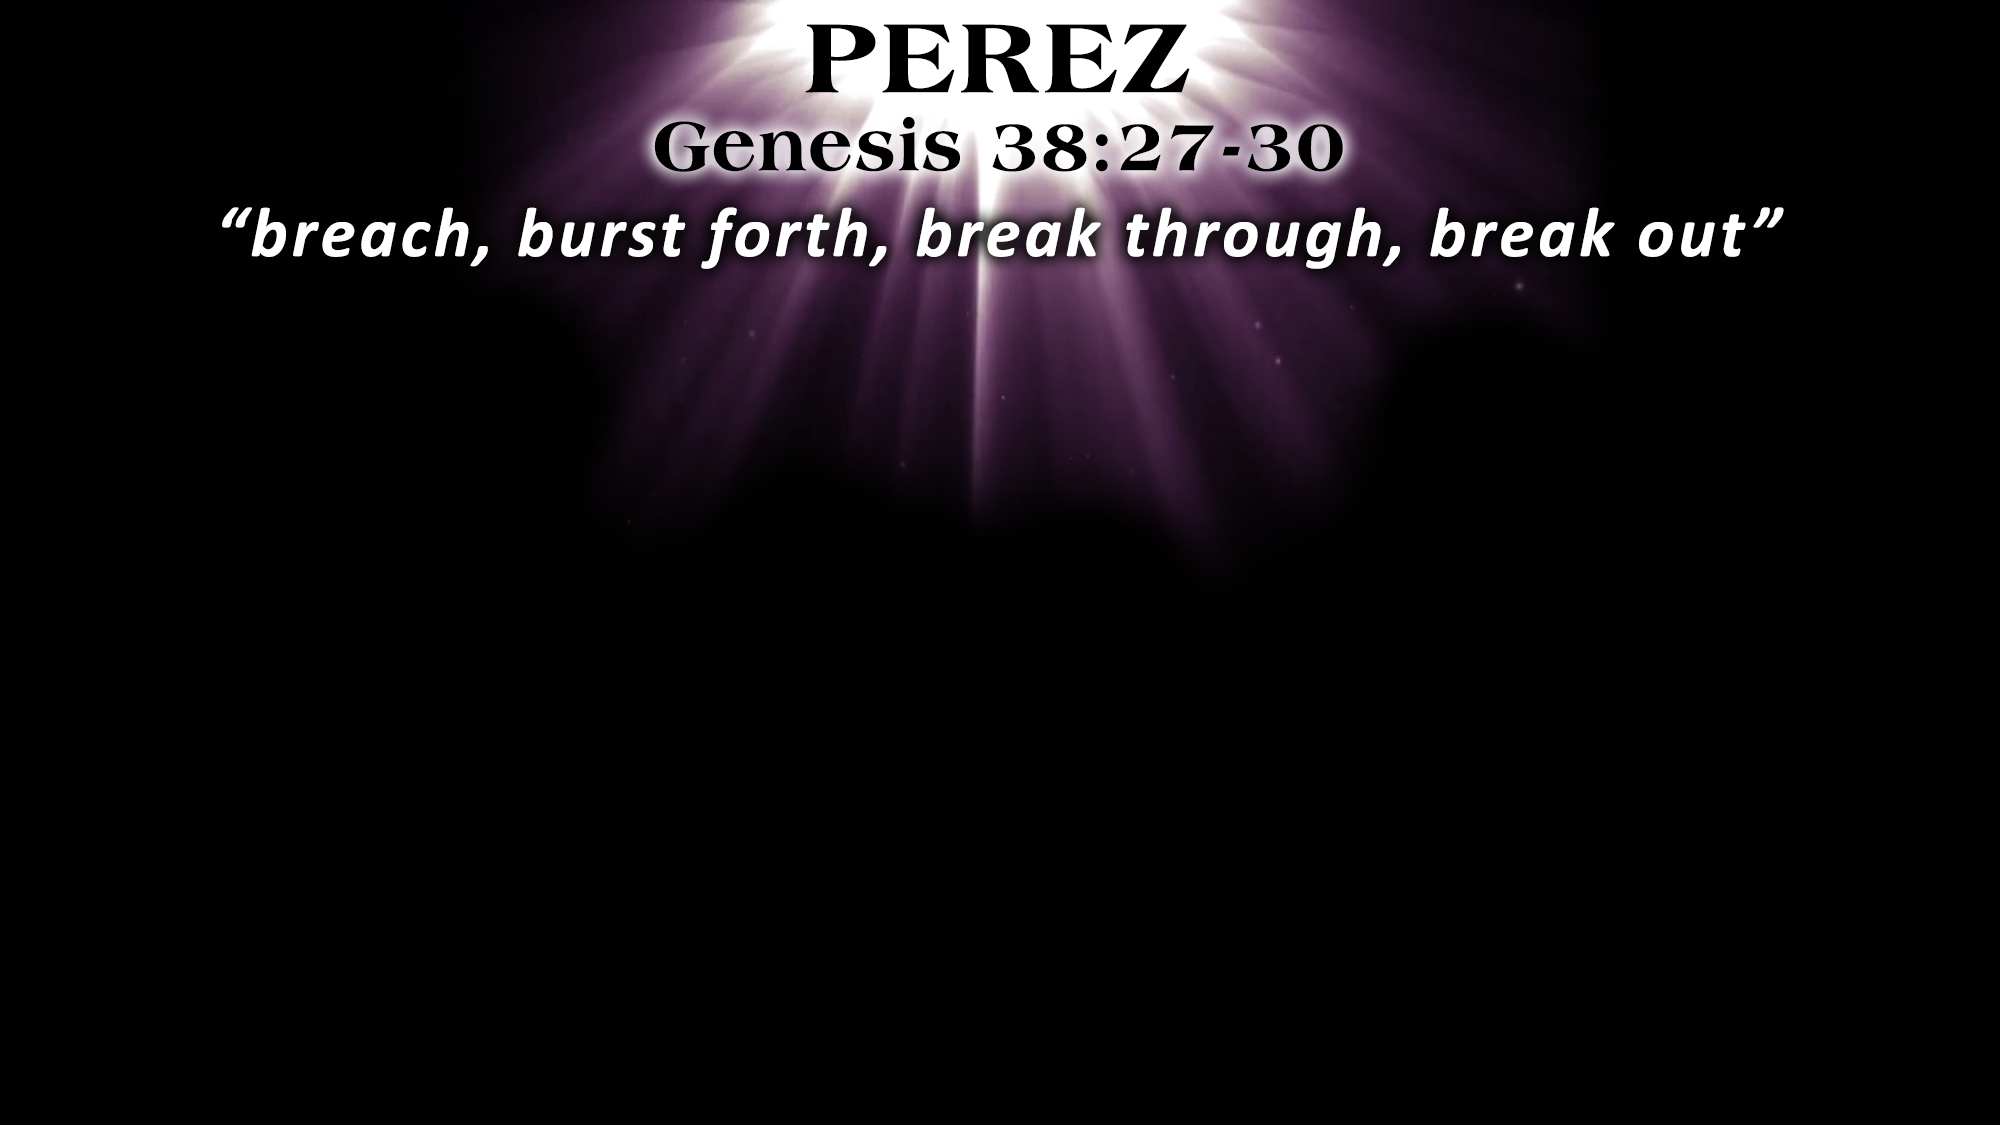 PEREZ
Genesis 38:27-30
“breach, burst forth, break through, break out”